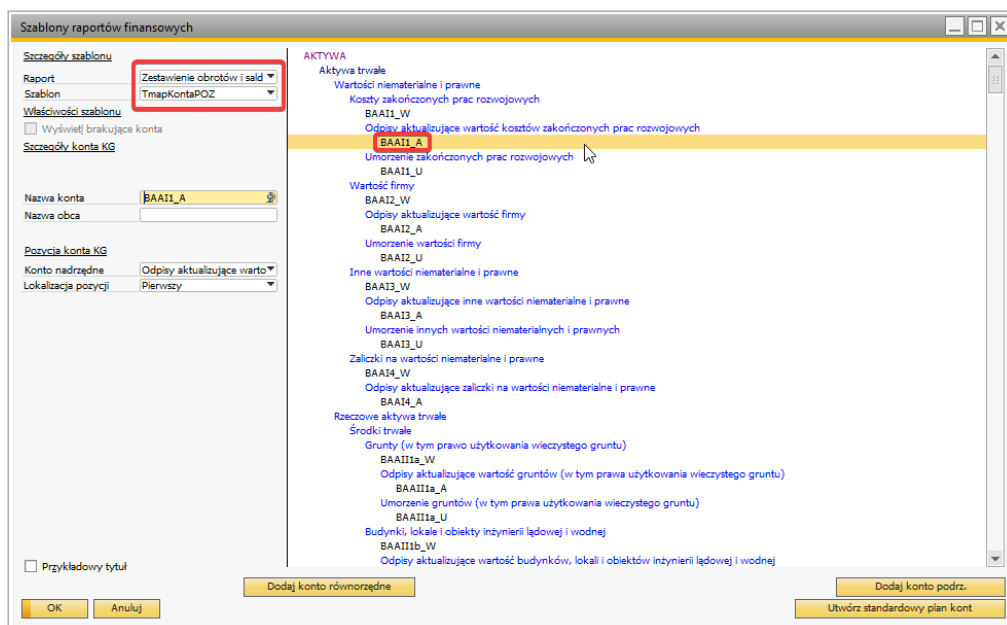 Szablony raportów finansowych
Szczegóły szablonu
Raport Zestawienie obrotów i sald
Szablon TmapKontaPOZ
Właściwości szablonu
Wyświetl brakujące konta
Szczegóły konta KG
Nazwa konta BAAI1_A
Nazwa obca
Pozycja konta KG
Konto nadrzędne Odpisy aktualizujące warto
Lokalizacja pozycji Pierwszy
Przykładowy tytuł
AKTYWA
Aktywa trwałe
Wartości niematerialne i prawne
Koszty zakończonych prac rozwojowych
BAAI1_W
Odpisy aktualizujące wartość kosztów zakończonych prac rozwojowych
BAAI1_A
Umorzenie zakończonych prac rozwojowych
BAAI1_U
Wartość firmy
BAAI2_W
Odpisy aktualizujące wartość firmy
BAAI2_A
Umorzenie wartości firmy
BAAI2_U
Inne wartości niematerialne i prawne
BAAI3_W
Odpisy aktualizujące inne wartości niematerialne i prawne
BAAI3_A
Umorzenie innych wartości niematerialnych i prawnych
BAAI3_U
Zaliczki na wartości niematerialne i prawne
BAAI4_W
Odpisy aktualizujące zaliczki na wartości niematerialne i prawne
BAAI4_A
Rzeczowe aktywa trwałe
Środki trwałe
Grunty (w tym prawo użytkowania wieczystego gruntu)
BAAII1a_W
Odpisy aktualizujące wartość gruntów (w tym prawa użytkowania wieczystego gruntu)
BAAII1a_A
Umorzenie gruntów (w tym prawa użytkowania wieczystego gruntu)
BAAII1a_U
Budynki, lokale i obiekty inżynierii lądowej i wodnej
BAAII1b_W
Odpisy aktualizujące wartość budynków, lokali i obiektów inżynierii lądowej i wodnej
Dodaj konto równorzędne
Dodaj konto podrz.
OK Anuluj
Utwórz standardowy plan kont